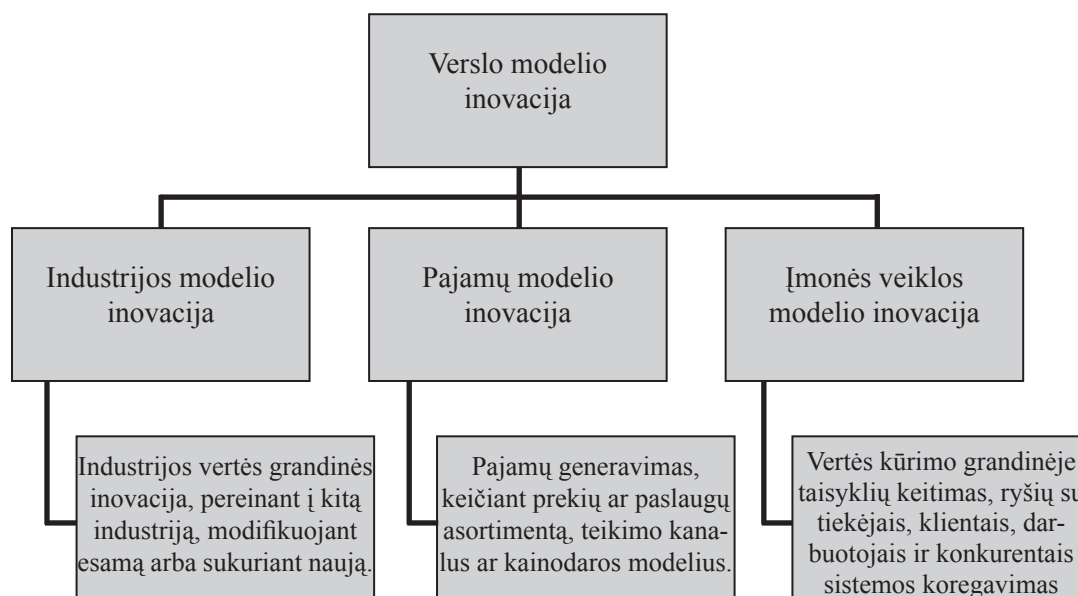 Verslo modelio
inovacija
Industrijos modelio
inovacija
Pajamų modelio
inovacija
Įmonės veiklos
modelio inovacija
Industrijos vertės grandinės
inovacija, pereinant į kitą
industriją, modifikuojant
esamą arba sukuriant naują.
Pajamų generavimas,
keičiant prekių ar paslaugų
asortimentą, teikimo kana-
lus ar kainodaros modelius.
Vertės kūrimo grandinėje
taisyklių keitimas, ryšių su
tiekėjais, klientais, dar-
buotojais ir konkurentais
sistemos koregavimas